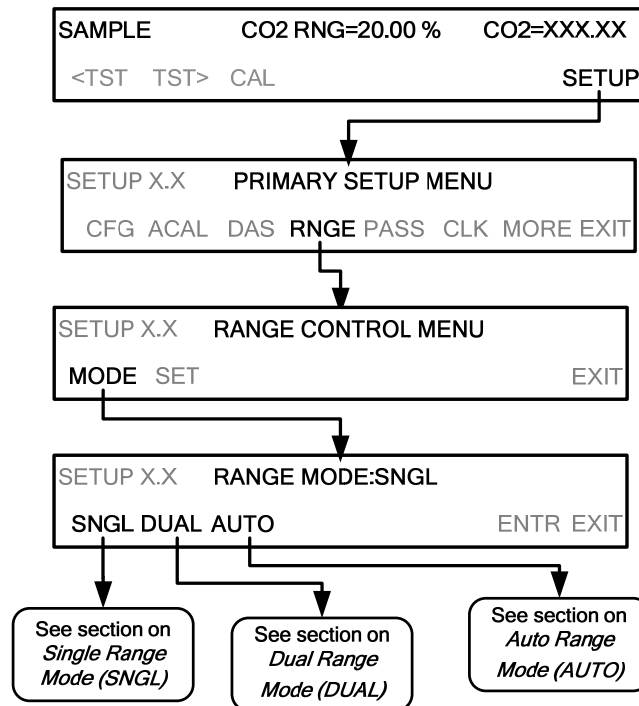 SAMPLE CO2 RNG=20.00 % CO2=XXX.XX
<TST TST> CAL SETUP
SETUP X.X PRIMARY SETUP MENU
CFG ACAL DAS RNGE PASS CLK MORE EXIT
SETUP X.X RANGE CONTROL MENU
MODE SET EXIT
SETUP X.X RANGE MODE:SNGL
SNGL DUAL AUTO ENTR EXIT
See section on
Single Range
Mode (SNGL)
See section on
Dual Range
Mode (DUAL)
See section on
Auto Range
Mode (AUTO)